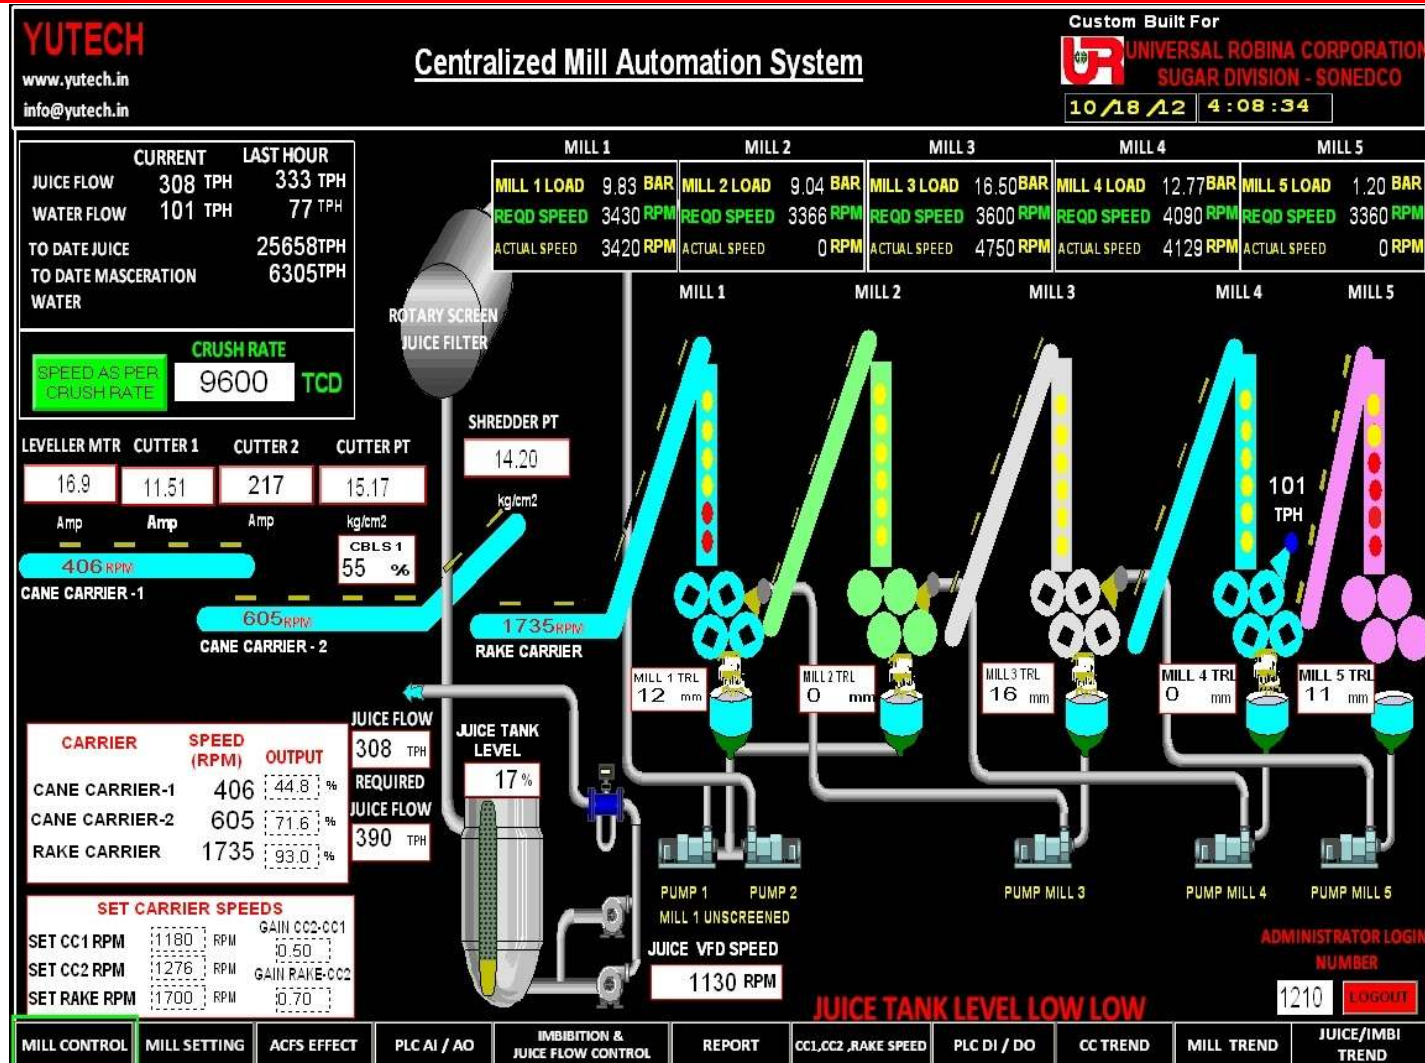 YUTECH
www.yutech.in
info@yutech.in
Centralized Mill Automation System
Custom Built For
UR
UNIVERSAL ROBINA CORPORATION
SUGAR DIVISION - SONEDCO
10/18/12 4:08:34
CURRENT LAST HOUR
JUICE FLOW 308 TPH 333 TPH
WATER FLOW 101 TPH 77 TPH
TO DATE JUICE 25658TPH
TO DATE MASCERATION 6305TPH
WATER
CRUSH RATE
SPEED AS PER
CRUSH RATE
9600 TCD
MILL 1 MILL 2 MILL 3 MILL 4 MILL 5
MILL 1 LOAD 9.83 BAR MILL 2 LOAD 9.04 BAR MILL 3 LOAD 16.50 BAR MILL 4 LOAD 12.77 BAR MILL 5 LOAD 1.20 BAR
REQD SPEED 3430 RPM REQD SPEED 3366 RPM REQD SPEED 3600 RPM REQD SPEED 4090 RPM REQD SPEED 3360 RPM
ACTUAL SPEED 3420 RPM ACTUAL SPEED 0 RPM ACTUAL SPEED 4750 RPM ACTUAL SPEED 4129 RPM ACTUAL SPEED 0 RPM
MILL 1 MILL 2 MILL 3 MILL 4 MILL 5
ROTARY SCREEN
JUICE FILTER
SHREDDER PT
14.20
kg/cm2
LEVELLER MTR CUTTER 1 CUTTER 2 CUTTER PT
16.9 11.51 217 15.17
Amp Amp Amp kg/cm2
CBLS 1
55 %
406 RPM
CANE CARRIER -1
605 RPM
CANE CARRIER - 2
1735 RPM
RAKE CARRIER
101
TPH
MILL 1 TRL
12 mm
MILL 2 TRL
0 mm
MILL 3 TRL
16 mm
MILL 4 TRL
0 mm
MILL 5 TRL
11 mm
CARRIER SPEED
(RPM) OUTPUT
CANE CARRIER-1 406 44.8 %
CANE CARRIER-2 605 71.6 %
RAKE CARRIER 1735 93.0 %
JUICE FLOW
308 TPH
REQUIRED
JUICE FLOW
390 TPH
JUICE TANK
LEVEL
17 %
SET CARRIER SPEEDS
SET CC1 RPM 1180 RPM
SET CC2 RPM 1276 RPM
SET RAKE RPM 1700 RPM
GAIN CC2-CC1
0.50
GAIN RAKE-CC2
0.70
PUMP 1 PUMP 2
MILL 1 UNSCREENED
PUMP MILL 3
PUMP MILL 4
PUMP MILL 5
JUICE VFD SPEED
1130 RPM
JUICE TANK LEVEL LOW LOW
ADMINISTRATOR LOGIN
NUMBER
1210 LOGOUT
MILL CONTROL MILL SETTING ACFS EFFECT PLC AI / AO IMBIBITION &
JUICE FLOW CONTROL REPORT CC1,CC2 ,RAKE SPEED PLC DI / DO CC TREND MILL TREND JUICE/IMBI
TREND